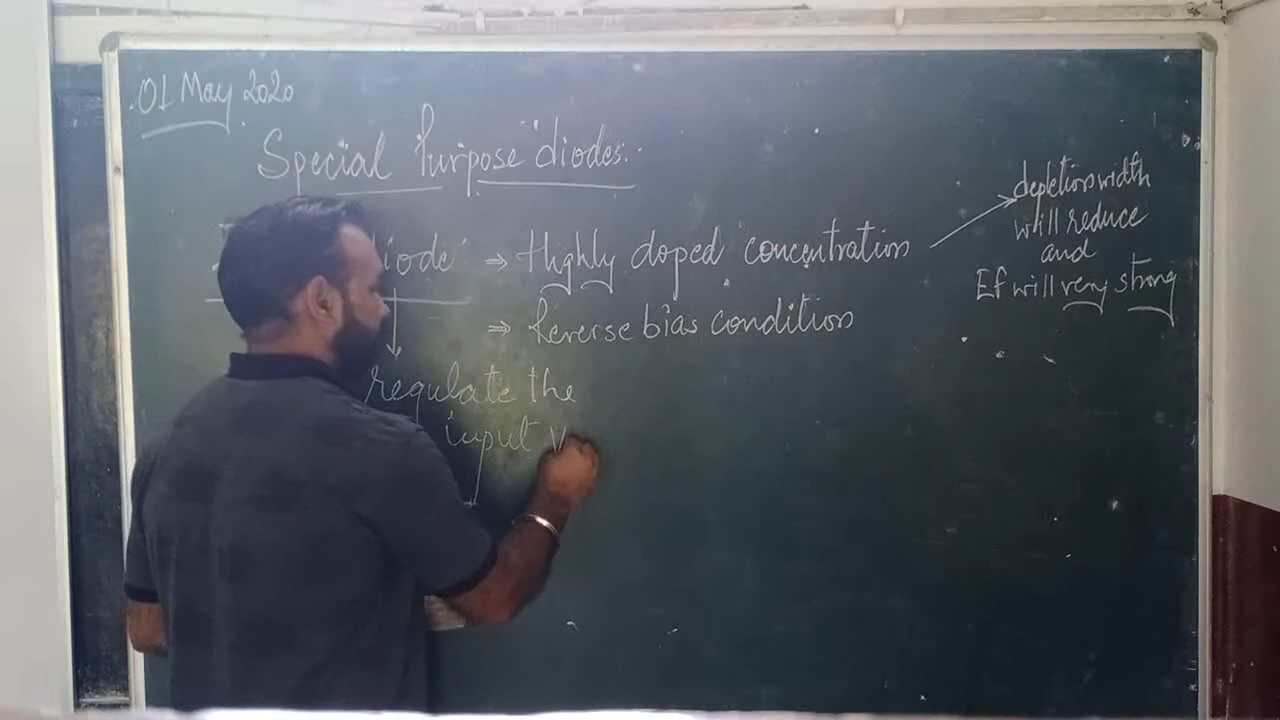 01 May 2020
Special Purpose "diodes:-
iode" ⇒ Highly doped concentration → depletion width
will reduce
and
Ef will very strong
⇒ Reverse bias condition
regulate the
input V